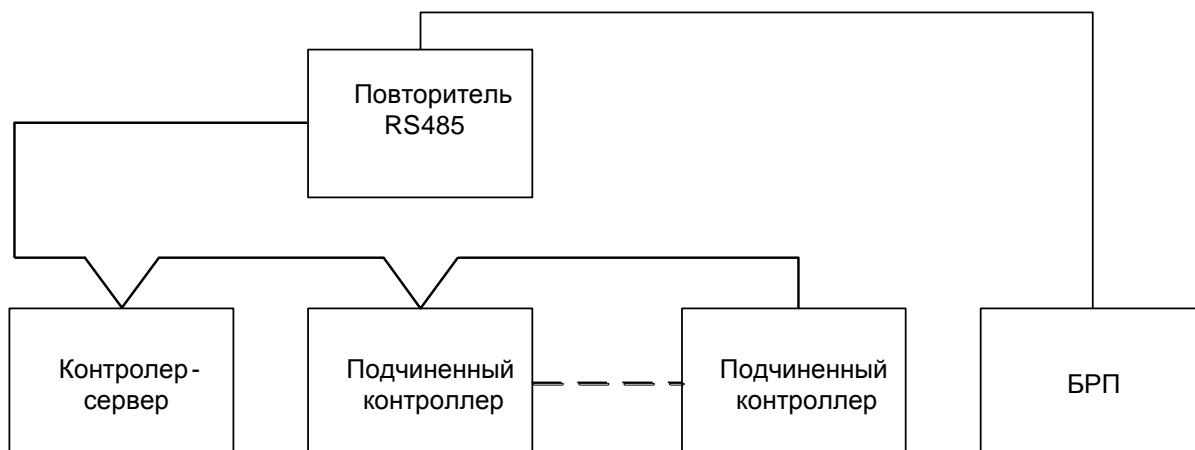 Повторитель
RS485
Контролер-
сервер
Подчиненный
контроллер
Подчиненный
контроллер
БРП